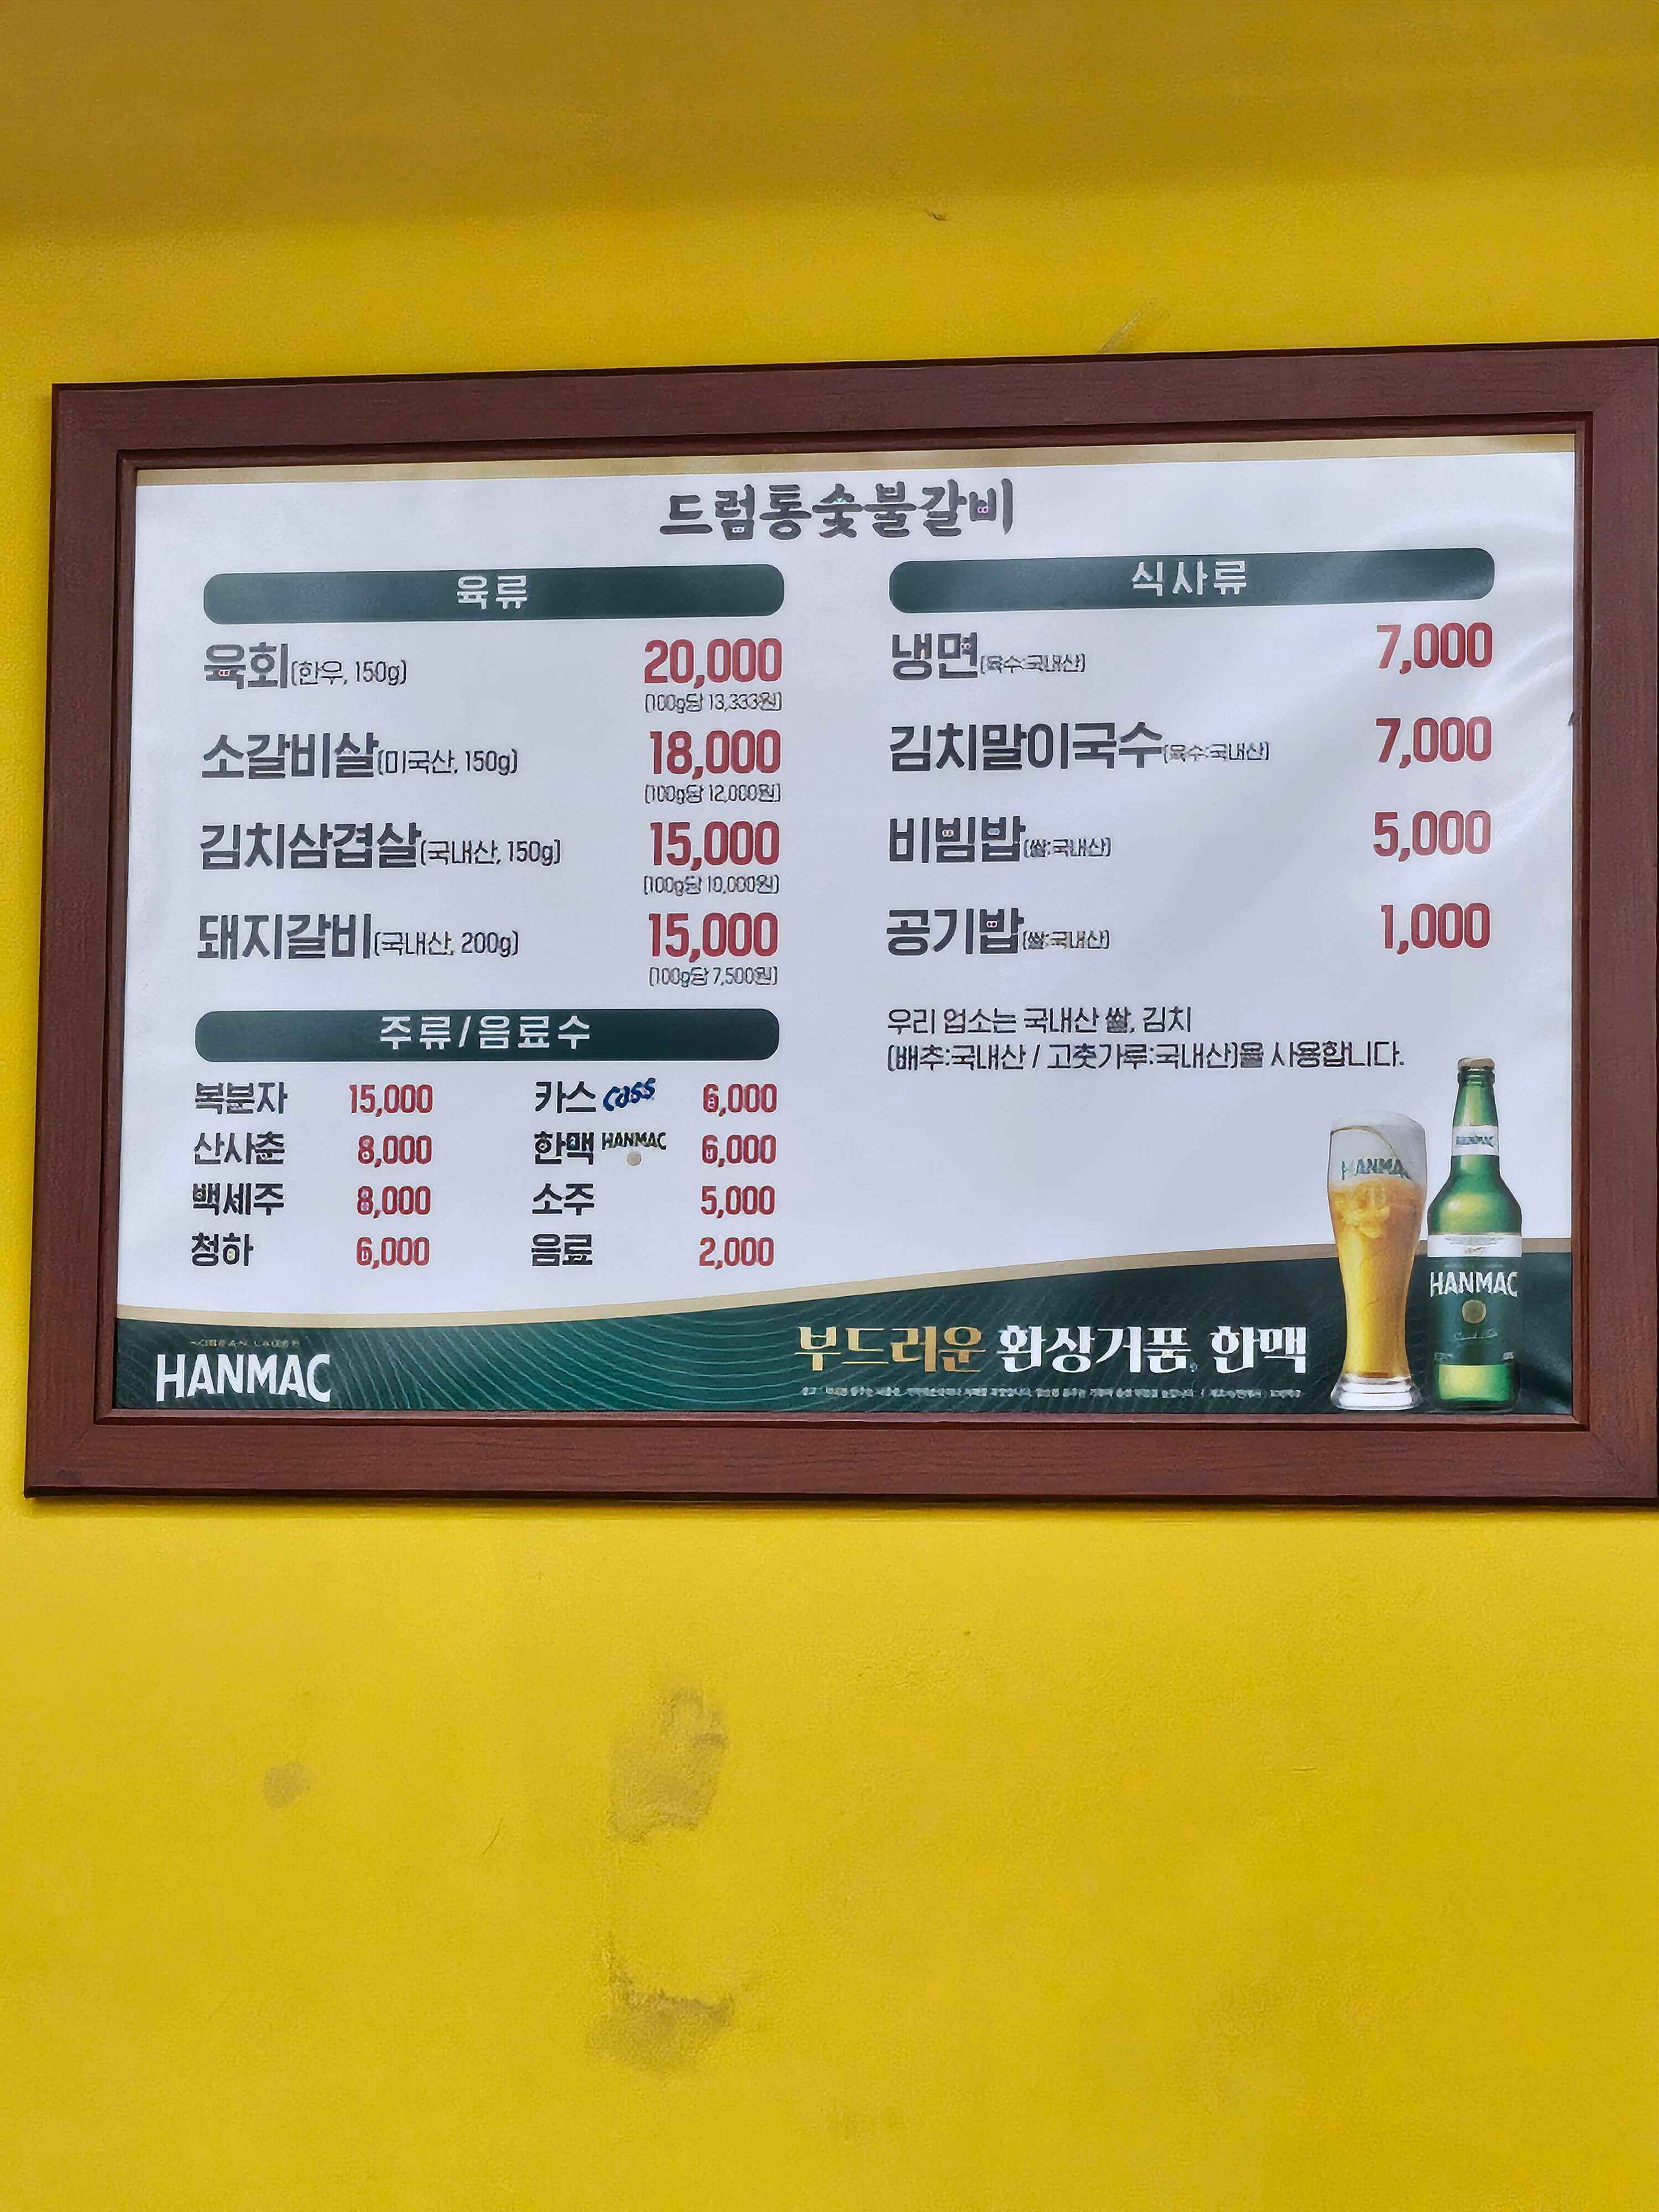 드럼통숯불갈비
육류
육회(한우, 150g) 20,000
(100g당 13,333원)
소갈비살(미국산, 150g) 18,000
(100g당 12,000원)
김치삼겹살(국내산, 150g) 15,000
(100g당 10,000원)
돼지갈비(국내산, 200g) 15,000
(100g당 7,500원)
주류/음료수
복분자 15,000 카스 Cass 6,000
산사춘 8,000 한맥 HANMAC 6,000
백세주 8,000 소주 5,000
청하 6,000 음료 2,000
식사류
냉면(육수:국내산) 7,000
김치말이국수(육수:국내산) 7,000
비빔밥(쌀:국내산) 5,000
공기밥(쌀:국내산) 1,000
우리 업소는 국내산 쌀, 김치
(배추:국내산 / 고춧가루:국내산)을 사용합니다.
KOREAN LAGER
HANMAC
부드러운 환상거품, 한맥
HANMAC
HANMAC
HANMAC